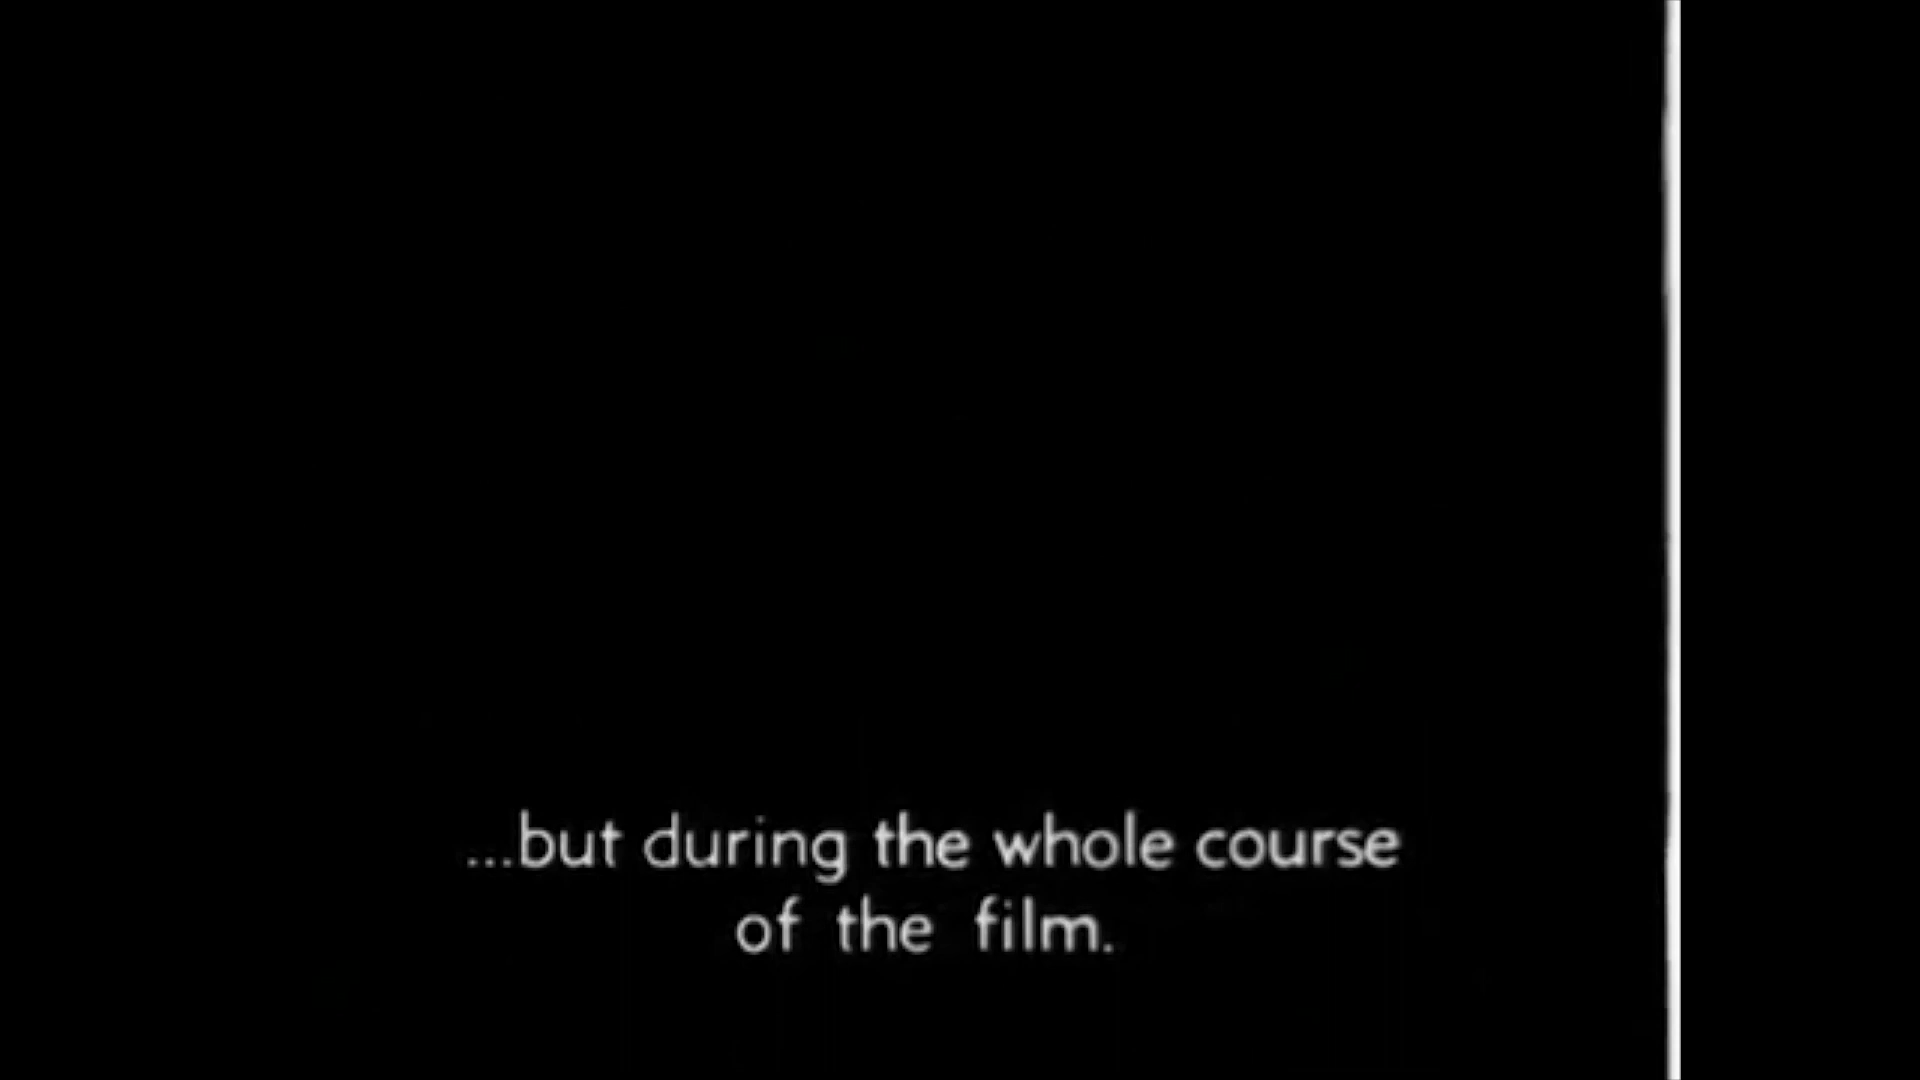 ...but during the whole course
of the film.